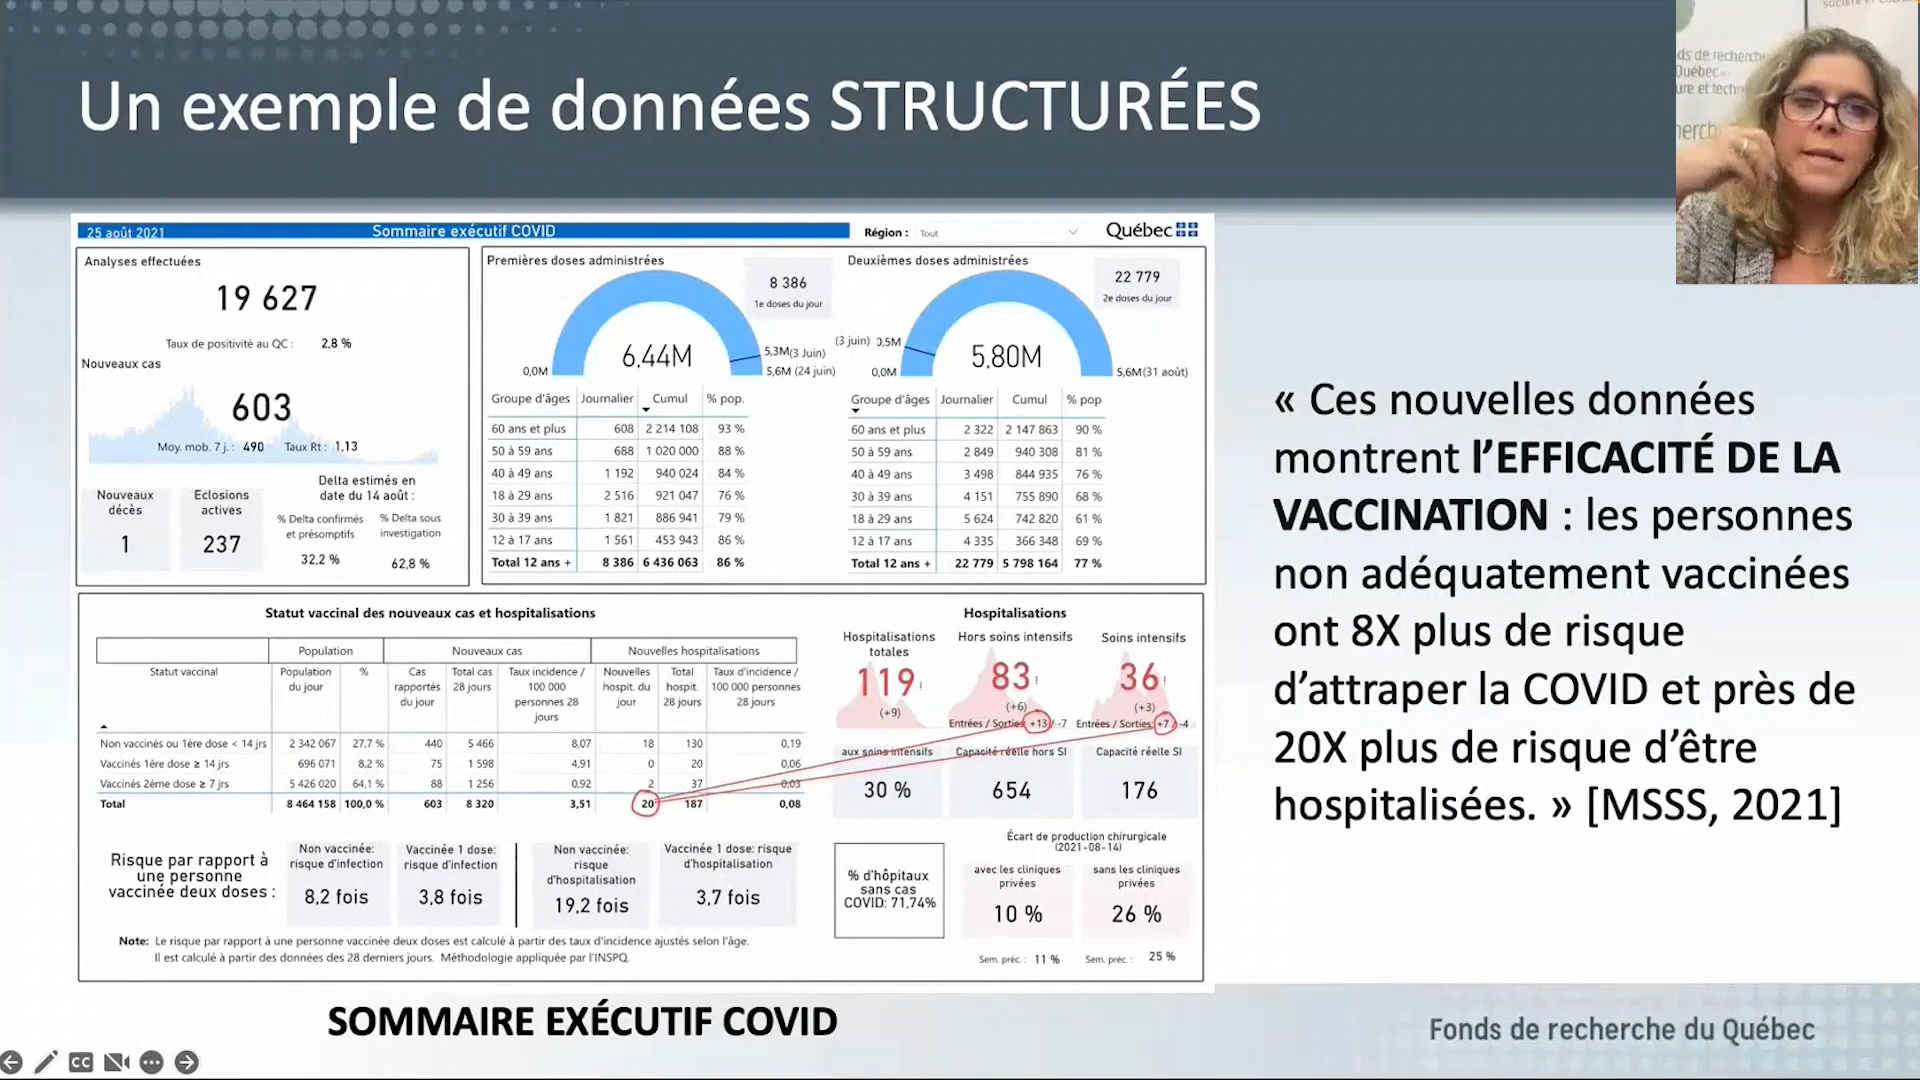 Un exemple de données STRUCTURÉES
25 août 2021
Sommaire exécutif COVID
Région : Tout
Québec
Analyses effectuées
19 627
Taux de positivité au QC : 2,8 %
Nouveaux cas
603
Moy. mob. 7 j. : 490 Taux Rt : 1,13
Nouveaux décès
1
Eclosions actives
237
Delta estimés en
date du 14 août :
% Delta confirmés
et présomptifs
32,2 %
% Delta sous
investigation
62,8 %
Premières doses administrées
8 386
1e doses du jour
6,44M
0,0M
5,3M(3 Juin)
5,6M (24 juin)
Groupe d'âges Journalier Cumul % pop.
60 ans et plus 608 2 214 108 93 %
50 à 59 ans 688 1 020 000 88 %
40 à 49 ans 1 192 940 024 84 %
18 à 29 ans 2 516 921 047 76 %
30 à 39 ans 1 821 886 941 79 %
12 à 17 ans 1 561 453 943 86 %
Total 12 ans + 8 386 6 436 063 86 %
Deuxièmes doses administrées
22 779
2e doses du jour
5,80M
(3 juin) 0,5M
0,0M
5,6M(31 août)
Groupe d'âges Journalier Cumul % pop
60 ans et plus 2 322 2 147 863 90 %
50 à 59 ans 2 849 940 308 81 %
40 à 49 ans 3 498 844 935 76 %
30 à 39 ans 4 151 755 890 68 %
18 à 29 ans 5 624 742 820 61 %
12 à 17 ans 4 335 366 348 69 %
Total 12 ans + 22 779 5 798 164 77 %
Statut vaccinal des nouveaux cas et hospitalisations
Population Nouveaux cas Nouvelles hospitalisations
Statut vaccinal
Population
du jour
%
Cas
rapportés
du jour
Total cas
28 jours
Taux incidence /
100 000
personnes 28
jours
Nouvelles
hospit. du
jour
Total
hospit.
28 jours
Taux d'incidence /
100 000 personnes
28 jours
Non vaccinés ou 1ère dose < 14 jrs 2 342 067 27,7 % 440 5 466 8,07 18 130 0,19
Vaccinés 1ère dose ≥ 14 jrs 696 071 8,2 % 75 1 598 4,91 0 20 0,06
Vaccinés 2ème dose ≥ 7 jrs 5 426 020 64,1 % 88 1 256 0,92 2 37 0,03
Total 8 464 158 100,0 % 603 8 320 3,51 20 187 0,08
Risque par rapport à
une personne
vaccinée deux doses :
Non vaccinée:
risque d'infection
8,2 fois
Vaccinée 1 dose:
risque d'infection
3,8 fois
Non vaccinée:
risque
d'hospitalisation
19,2 fois
Vaccinée 1 dose: risque
d'hospitalisation
3,7 fois
Note: Le risque par rapport à une personne vaccinée deux doses est calculé à partir des taux d'incidence ajustés selon l'âge.
Il est calculé à partir des données des 28 derniers jours. Méthodologie appliquée par l'INSPQ.
Hospitalisations
Hospitalisations
totales
119!
(+9)
Hors soins intensifs
83!
(+6)
Entrées / Sorties: +13 / -7
Soins intensifs
36!
(+3)
Entrées / Sorties: +7 / -4
aux soins intensifs
30 %
Capacité réelle hors SI
654
Capacité réelle SI
176
% d'hôpitaux
sans cas
COVID: 71,74%
Écart de production chirurgicale
(2021-08-14)
avec les cliniques
privées
10 %
sans les cliniques
privées
26 %
Sem. préc. : 11 %
Sem. préc. : 25 %
« Ces nouvelles données
montrent l'EFFICACITÉ DE LA
VACCINATION : les personnes
non adéquatement vaccinées
ont 8X plus de risque
d'attraper la COVID et près de
20X plus de risque d'être
hospitalisées. » [MSSS, 2021]
SOMMAIRE EXÉCUTIF COVID
Fonds de recherche du Québec
CC